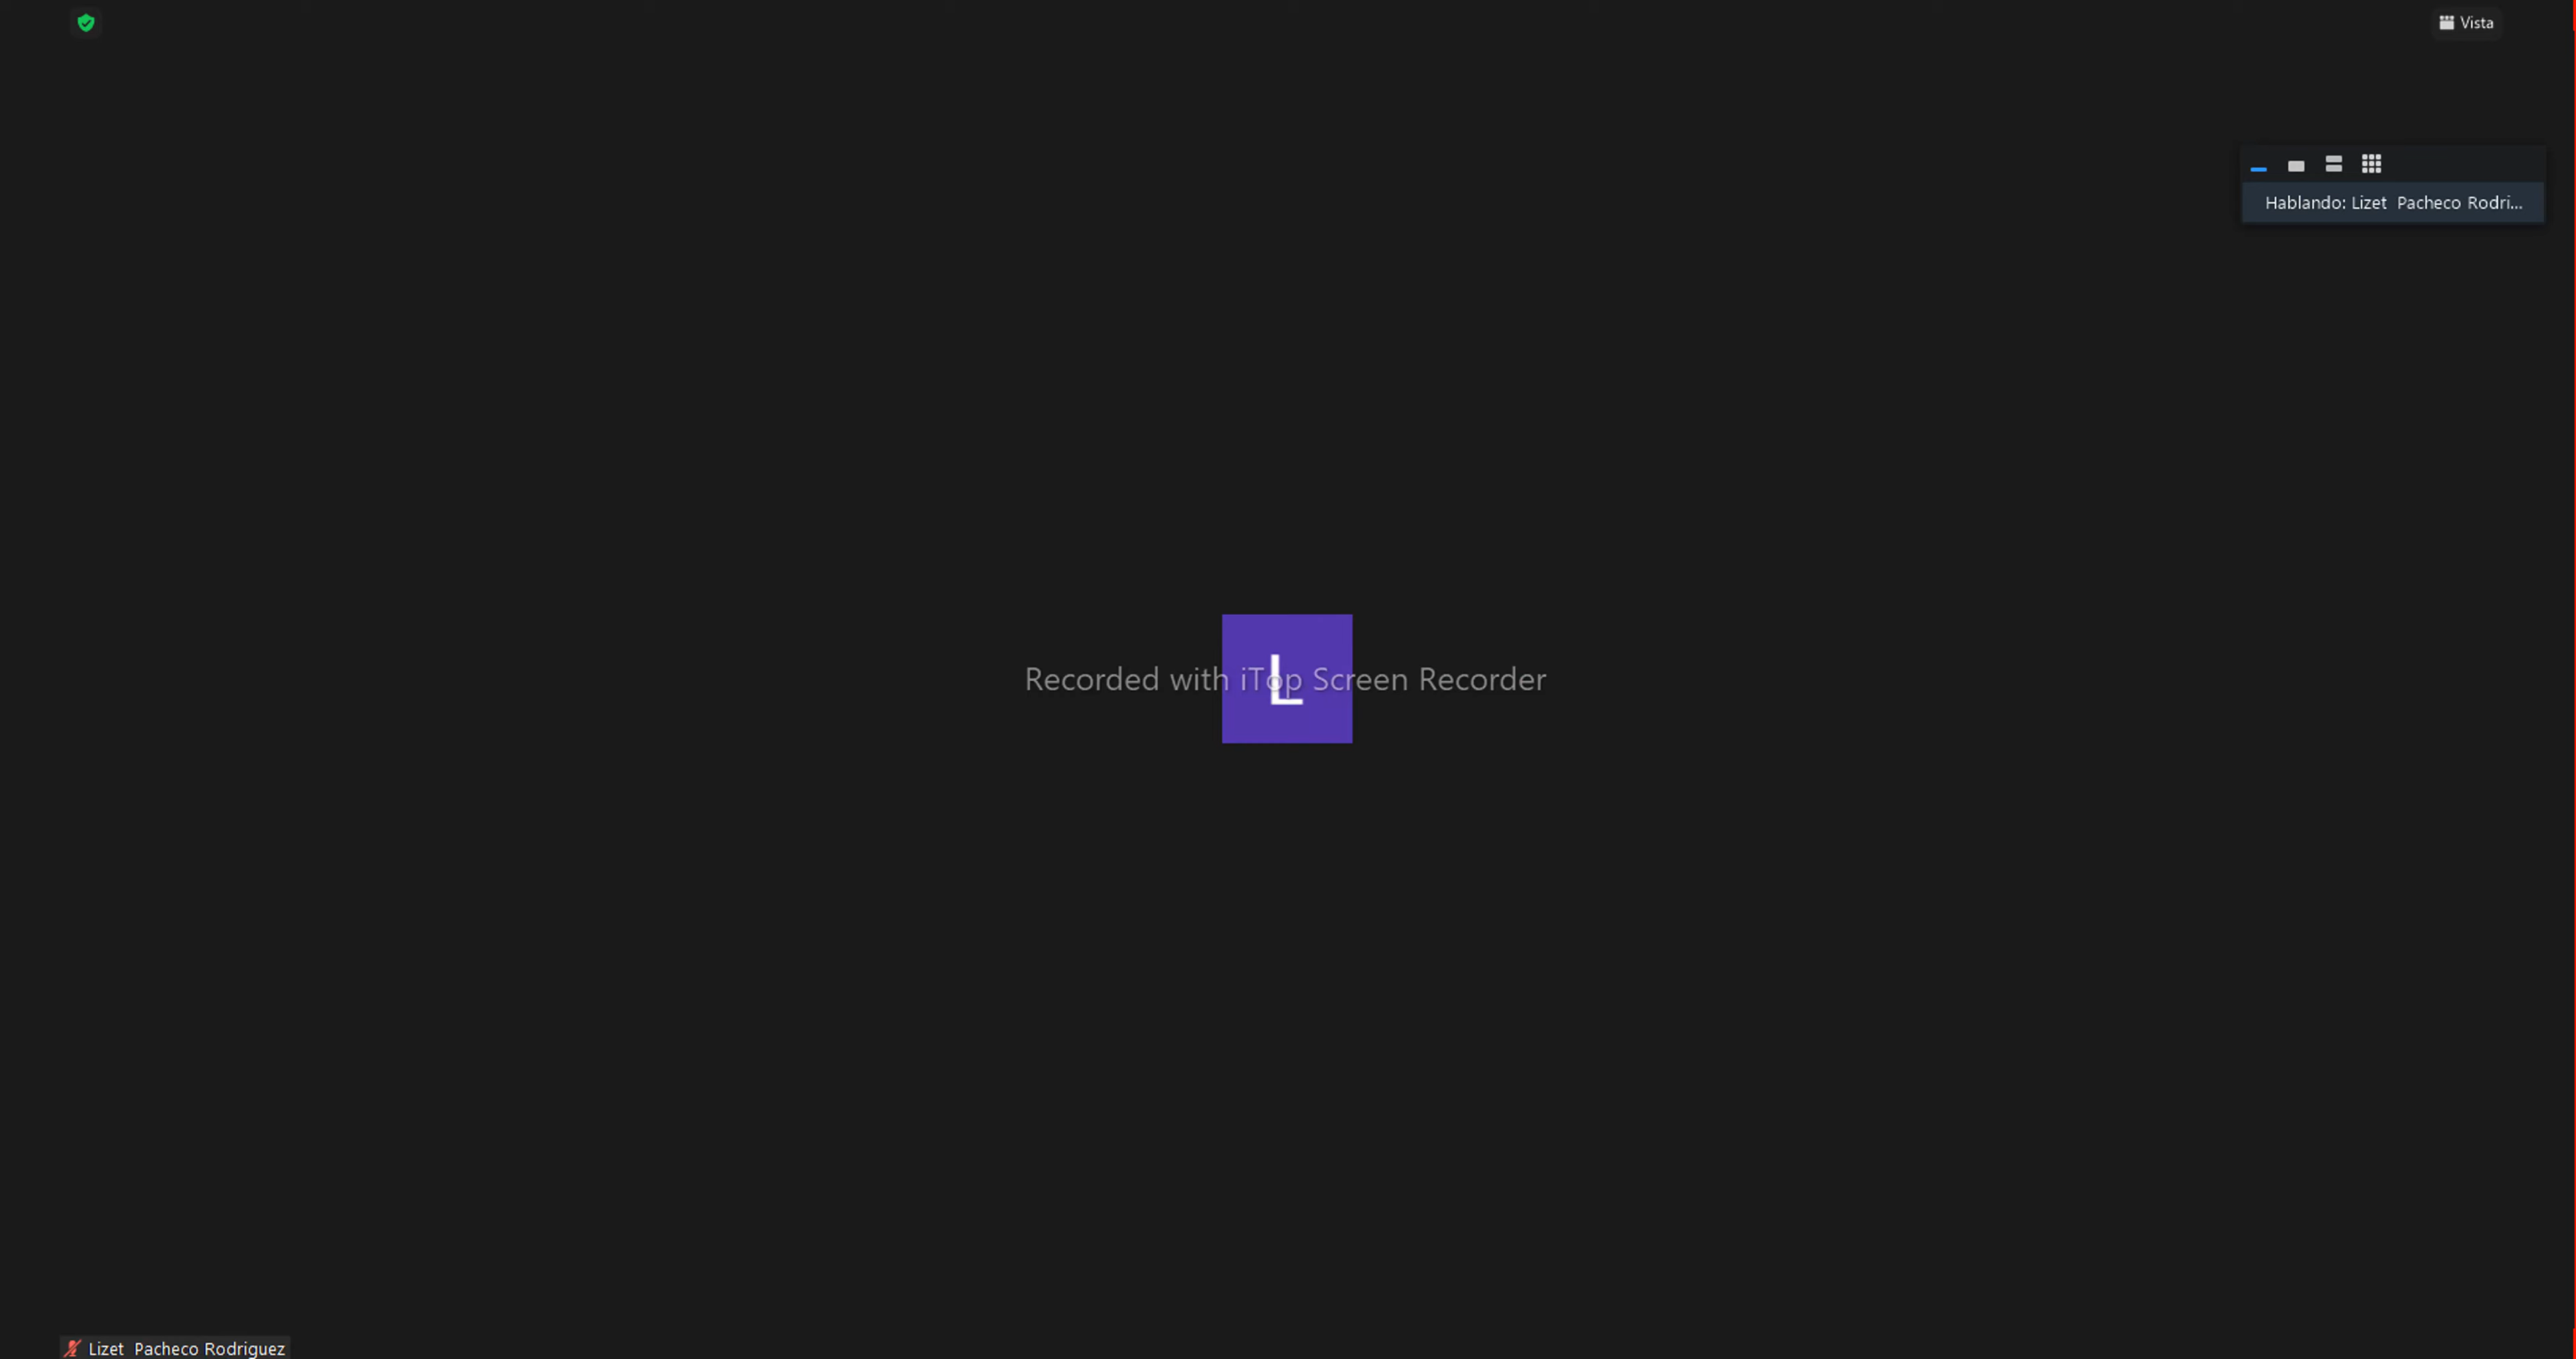 Vista
Hablando: Lizet Pacheco Rodri...
L
Recorded with iTop Screen Recorder
Lizet Pacheco Rodriguez